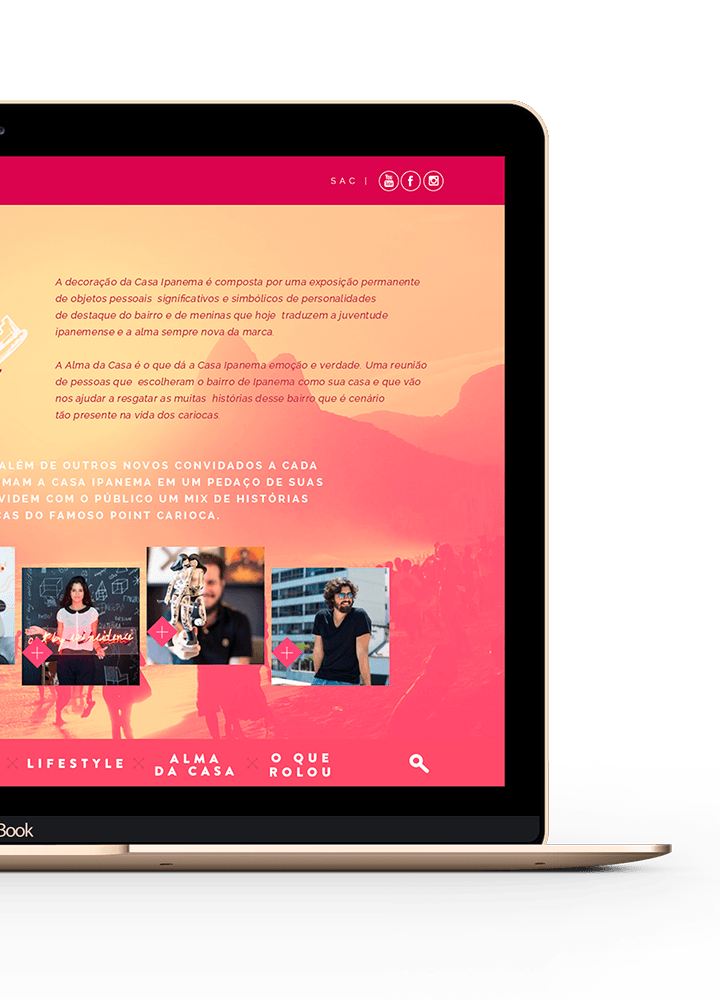 SAC |
You
Tube
A decoração da Casa Ipanema é composta por uma exposição permanente
de objetos pessoais significativos e simbólicos de personalidades
de destaque do bairro e de meninas que hoje traduzem a juventude
ipanemense e a alma sempre nova da marca.
A Alma da Casa é o que dá a Casa Ipanema emoção e verdade. Uma reunião
de pessoas que escolheram o bairro de Ipanema como sua casa e que vão
nos ajudar a resgatar as muitas histórias desse bairro que é cenário
tão presente na vida dos cariocas.
ALÉM DE OUTROS NOVOS CONVIDADOS A CADA
MAM A CASA IPANEMA EM UM PEDAÇO DE SUAS
VIDEM COM O PÚBLICO UM MIX DE HISTÓRIAS
CAS DO FAMOSO POINT CARIOCA.
LIFESTYLE
ALMA
DA CASA
O QUE
ROLOU
Book